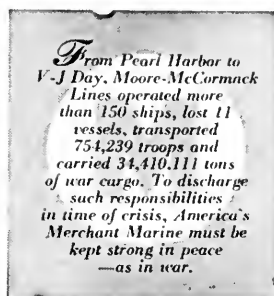 From Pearl Harbor to
V-J Day, Moore-McCormack
Lines operated more
than 150 ships, lost 11
vessels, transported
754,239 troops and
carried 34,410,111 tons
of war cargo. To discharge
such responsibilities
in time of crisis, America's
Merchant Marine must be
kept strong in peace
—as in war.